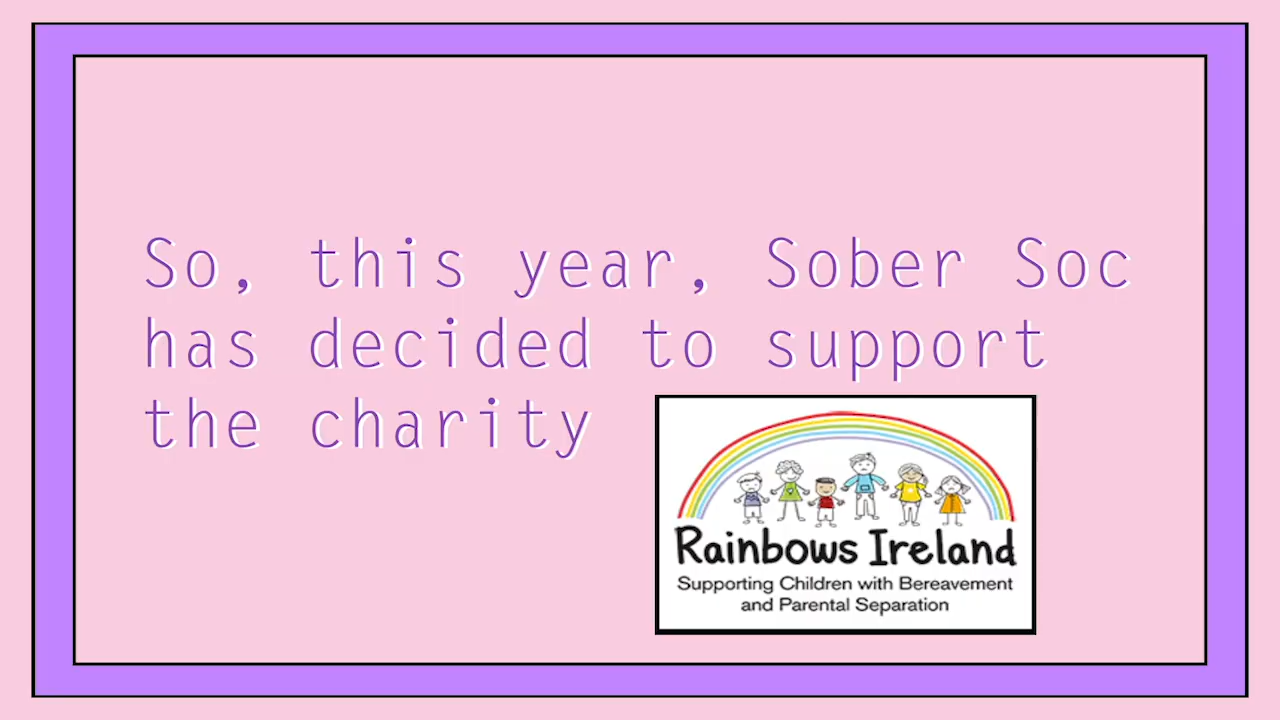 So, this year, Sober Soc
has decided to support
the charity
Rainbows Ireland
Supporting Children with Bereavement
and Parental Separation